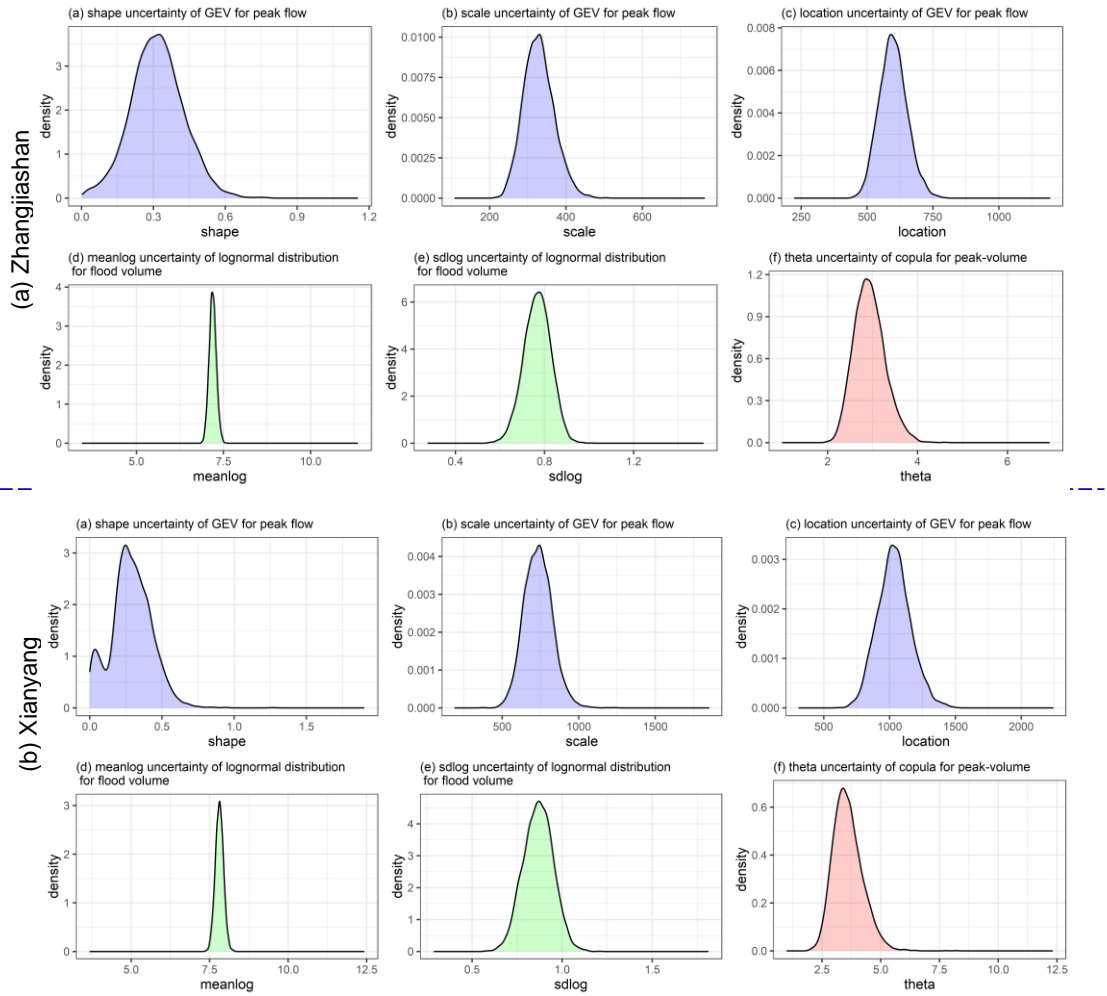 (a) Zhangjiashan
(a) shape uncertainty of GEV for peak flow
density
3
2
1
0
0.0 0.3 0.6 0.9 1.2
shape
(b) scale uncertainty of GEV for peak flow
density
0.0100
0.0075
0.0050
0.0025
0.0000
200 400 600
scale
(c) location uncertainty of GEV for peak flow
density
0.008
0.006
0.004
0.002
0.000
250 500 750 1000
location
(d) meanlog uncertainty of lognormal distribution
for flood volume
density
4
3
2
1
0
5.0 7.5 10.0
meanlog
(e) sdlog uncertainty of lognormal distribution
for flood volume
density
6
4
2
0
0.4 0.8 1.2
sdlog
(f) theta uncertainty of copula for peak-volume
density
1.2
0.9
0.6
0.3
0.0
2 4 6
theta
(b) Xianyang
(a) shape uncertainty of GEV for peak flow
density
3
2
1
0
0.0 0.5 1.0 1.5
shape
(b) scale uncertainty of GEV for peak flow
density
0.004
0.003
0.002
0.001
0.000
500 1000 1500
scale
(c) location uncertainty of GEV for peak flow
density
0.003
0.002
0.001
0.000
500 1000 1500 2000
location
(d) meanlog uncertainty of lognormal distribution
for flood volume
density
3
2
1
0
5.0 7.5 10.0 12.5
meanlog
(e) sdlog uncertainty of lognormal distribution
for flood volume
density
4
3
2
1
0
0.5 1.0 1.5
sdlog
(f) theta uncertainty of copula for peak-volume
density
0.6
0.4
0.2
0.0
2.5 5.0 7.5 10.0 12.5
theta